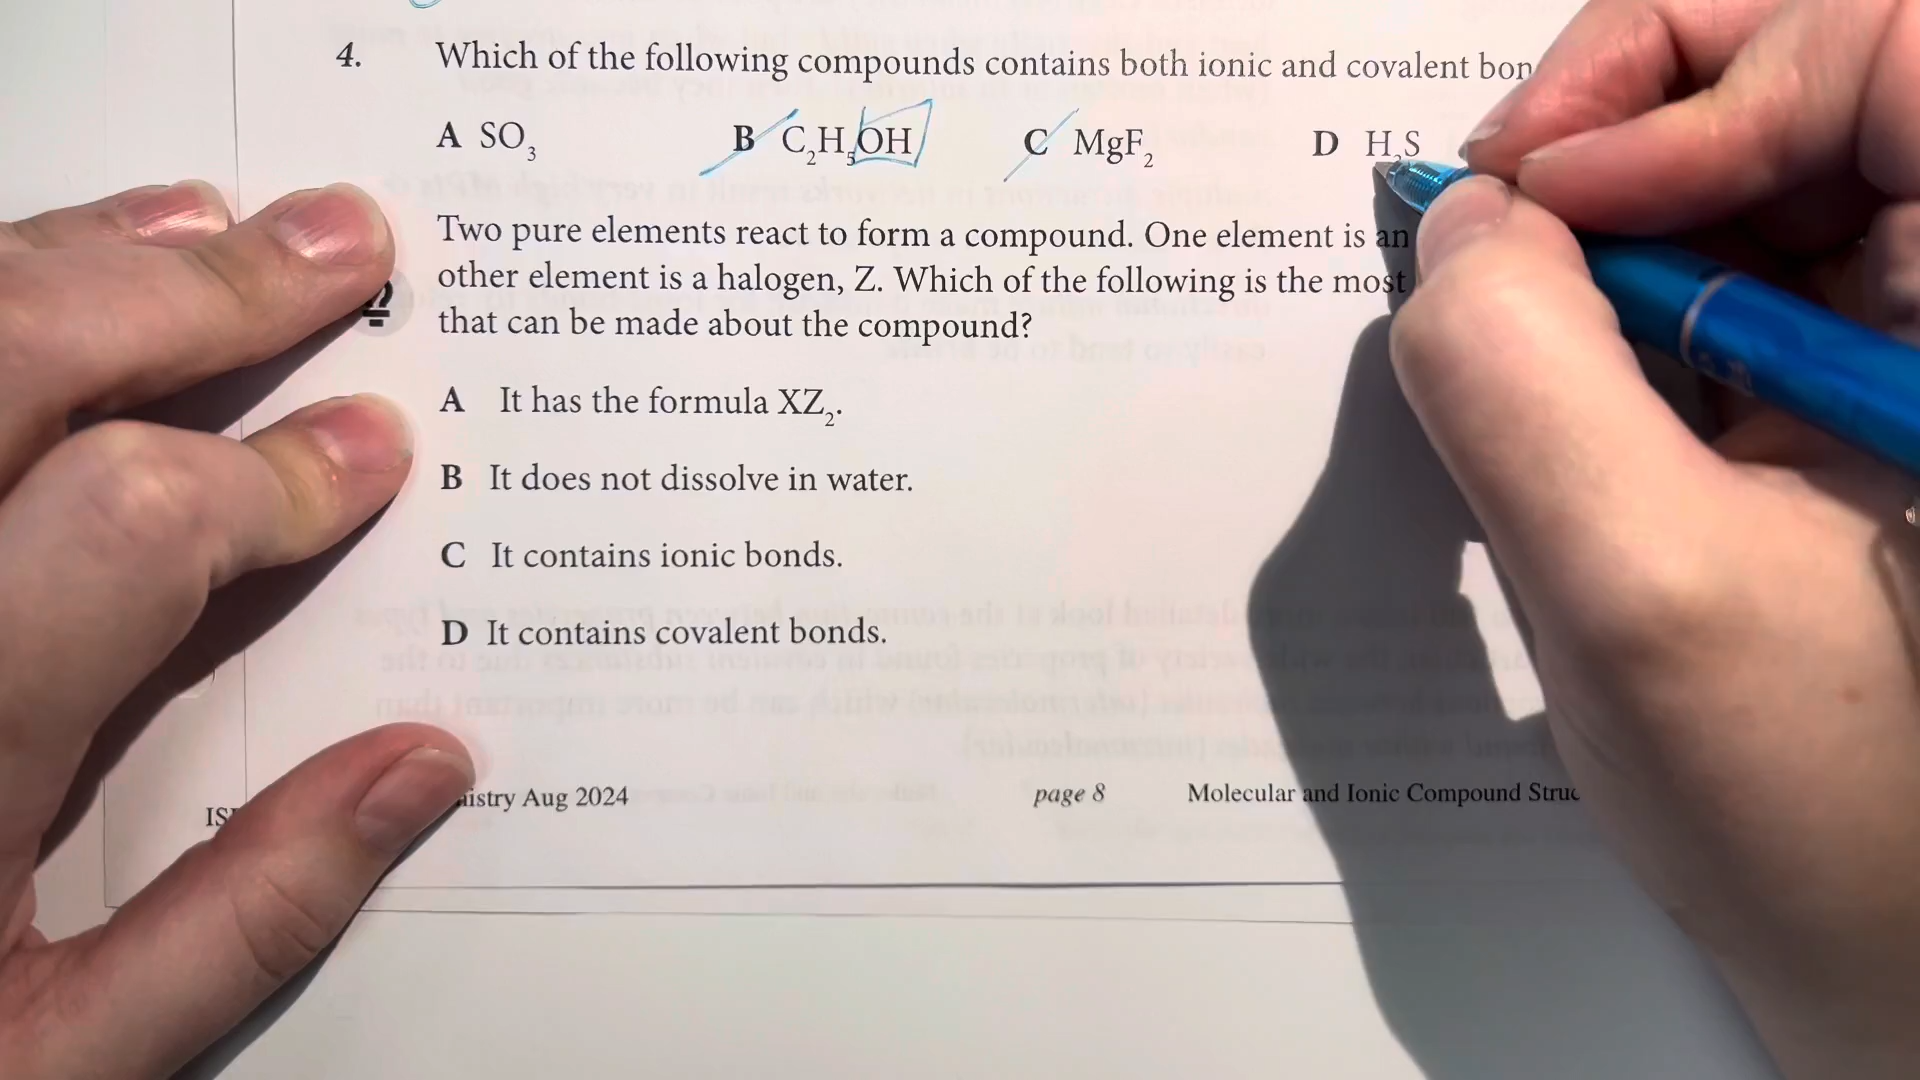 4. Which of the following compounds contains both ionic and covalent
A SO₃ B C₂H₅OH C MgF₂ D H₂S
Two pure elements react to form a compound. One element is an
other element is a halogen, Z. Which of the following is the most
that can be made about the compound?
A It has the formula XZ₂.
B It does not dissolve in water.
C It contains ionic bonds.
D It contains covalent bonds.
Aug 2024 page 8 Molecular and Ionic Compound